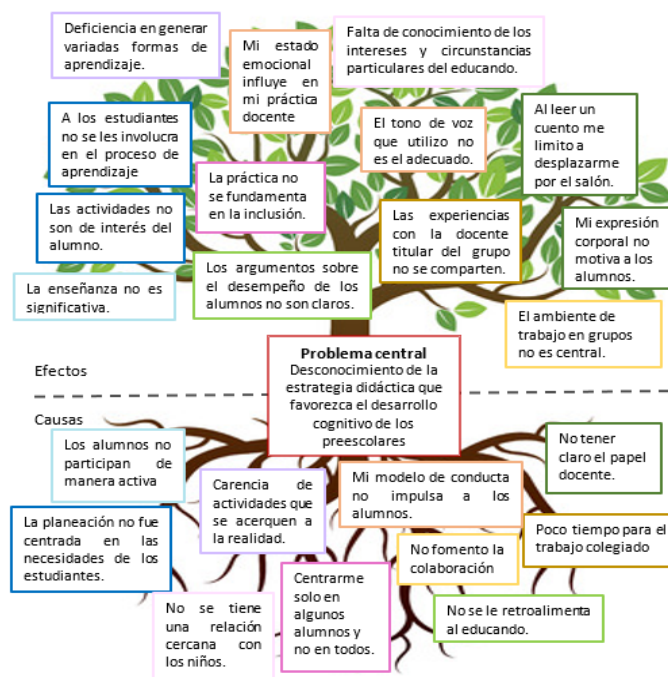 Deficiencia en generar
variadas formas de
aprendizaje.
Mi estado
emocional
influye en
mi práctica
docente
Falta de conocimiento de los
intereses y circunstancias
particulares del educando.
A los estudiantes
no se les involucra
en el proceso de
aprendizaje
El tono de voz
que utilizo no
es el adecuado.
Al leer un
cuento me
limito a
desplazarme
por el salón.
La práctica no
se fundamenta
en la inclusión.
Las actividades no
son de interés del
alumno.
Las experiencias
con la docente
titular del grupo
no se comparten.
Mi expresión
corporal no
motiva a los
alumnos.
La enseñanza no es
significativa.
Los argumentos sobre
el desempeño de los
alumnos no son claros.
El ambiente de
trabajo en grupos
no es central.
Problema central
Desconocimiento de la
estrategia didáctica que
favorezca el desarrollo
cognitivo de los
preescolares
Efectos
Causas
Los alumnos no
participan de
manera activa
Carencia de
actividades que
se acerquen a
la realidad.
Mi modelo de conducta
no impulsa a los
alumnos.
No tener
claro el papel
docente.
La planeación no fue
centrada en las
necesidades de los
estudiantes.
No fomento la
colaboración
Poco tiempo para el
trabajo colegiado
No se tiene
una relación
cercana con
los niños.
Centrarme
solo en
algunos
alumnos y
no en todos.
No se le retroalimenta
al educando.